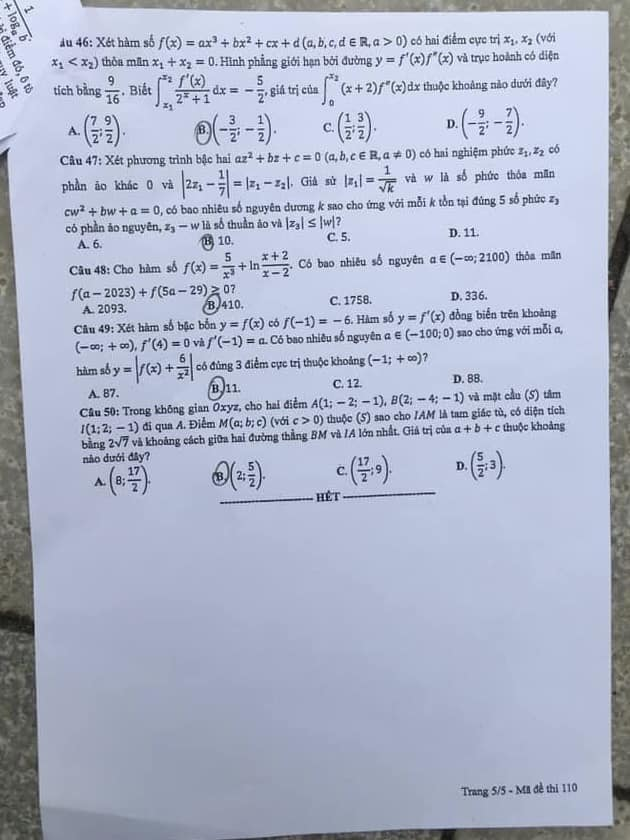 1
+ log_a b.
i điểm đỏ, ô tô
uy luật
âu 46: Xét hàm số f(x) = ax³ + bx² + cx + d (a, b, c, d ∈ ℝ, a > 0) có hai điểm cực trị x₁, x₂ (với
x₁ < x₂) thỏa mãn x₁ + x₂ = 0. Hình phẳng giới hạn bởi đường y = f'(x)f''(x) và trục hoành có diện
tích bằng 9/16. Biết ∫_{x₁}^{x₂} f'(x)/(2ˣ + 1) dx = −5/2, giá trị của ∫_0^{x₂} (x + 2)f''(x)dx thuộc khoảng nào dưới đây?
A. (7/2; 9/2). B. (−3/2; −1/2). C. (1/2; 3/2). D. (−9/2; −7/2).
Câu 47: Xét phương trình bậc hai az² + bz + c = 0 (a, b, c ∈ ℝ, a ≠ 0) có hai nghiệm phức z₁, z₂ có
phần ảo khác 0 và |2z₁ − 1/7| = |z₁ − z₂|. Giả sử |z₁| = 1/√k và w là số phức thỏa mãn
cw² + bw + a = 0, có bao nhiêu số nguyên dương k sao cho ứng với mỗi k tồn tại đúng 5 số phức z₃
có phần ảo nguyên, z₃ − w là số thuần ảo và |z₃| ≤ |w|?
A. 6. B. 10. C. 5. D. 11.
Câu 48: Cho hàm số f(x) = 5/x³ + ln (x + 2)/(x − 2). Có bao nhiêu số nguyên a ∈ (−∞; 2100) thỏa mãn
f(a − 2023) + f(5a − 29) ≥ 0?
A. 2093. B. 410. C. 1758. D. 336.
Câu 49: Xét hàm số bậc bốn y = f(x) có f(−1) = −6. Hàm số y = f'(x) đồng biến trên khoảng
(−∞; +∞), f'(4) = 0 và f'(−1) = a. Có bao nhiêu số nguyên a ∈ (−100; 0) sao cho ứng với mỗi a,
hàm số y = |f(x) + 6/x²| có đúng 3 điểm cực trị thuộc khoảng (−1; +∞)?
A. 87. B. 11. C. 12. D. 88.
Câu 50: Trong không gian Oxyz, cho hai điểm A(1; −2; −1), B(2; −4; −1) và mặt cầu (S) tâm
I(1; 2; −1) đi qua A. Điểm M(a; b; c) (với c > 0) thuộc (S) sao cho IAM là tam giác tù, có diện tích
bằng 2√7 và khoảng cách giữa hai đường thẳng BM và IA lớn nhất. Giá trị của a + b + c thuộc khoảng
nào dưới đây?
A. (8; 17/2). B. (2; 5/2). C. (17/2; 9). D. (5/2; 3).
HẾT
Trang 5/5 - Mã đề thi 110